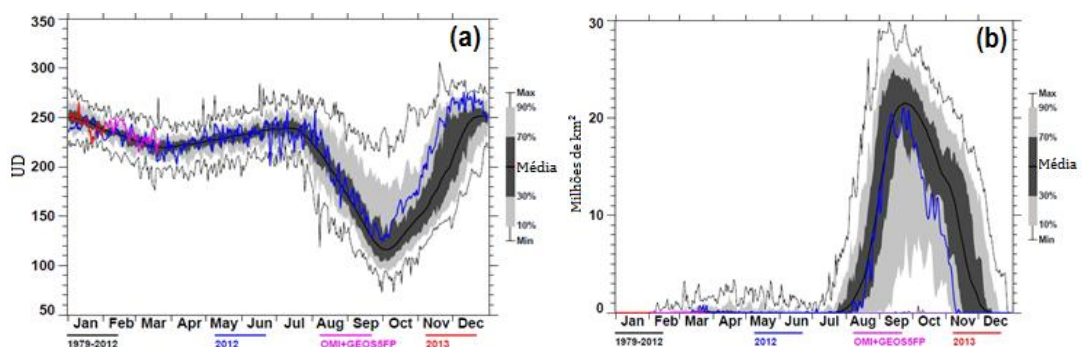 350
300
250
200
150
100
50
UD
(a)
Max
90%
70%
Média
30%
10%
Min
Jan Feb Mar Apr May Jun Jul Aug Sep Oct Nov Dec
1979-2012 2012 OMI+GEOS5FP 2013
30
20
10
0
Milhões de km²
(b)
Max
90%
70%
Média
30%
10%
Min
Jan Feb Mar Apr May Jun Jul Aug Sep Oct Nov Dec
1979-2012 2012 OMI+GEOS5FP 2013